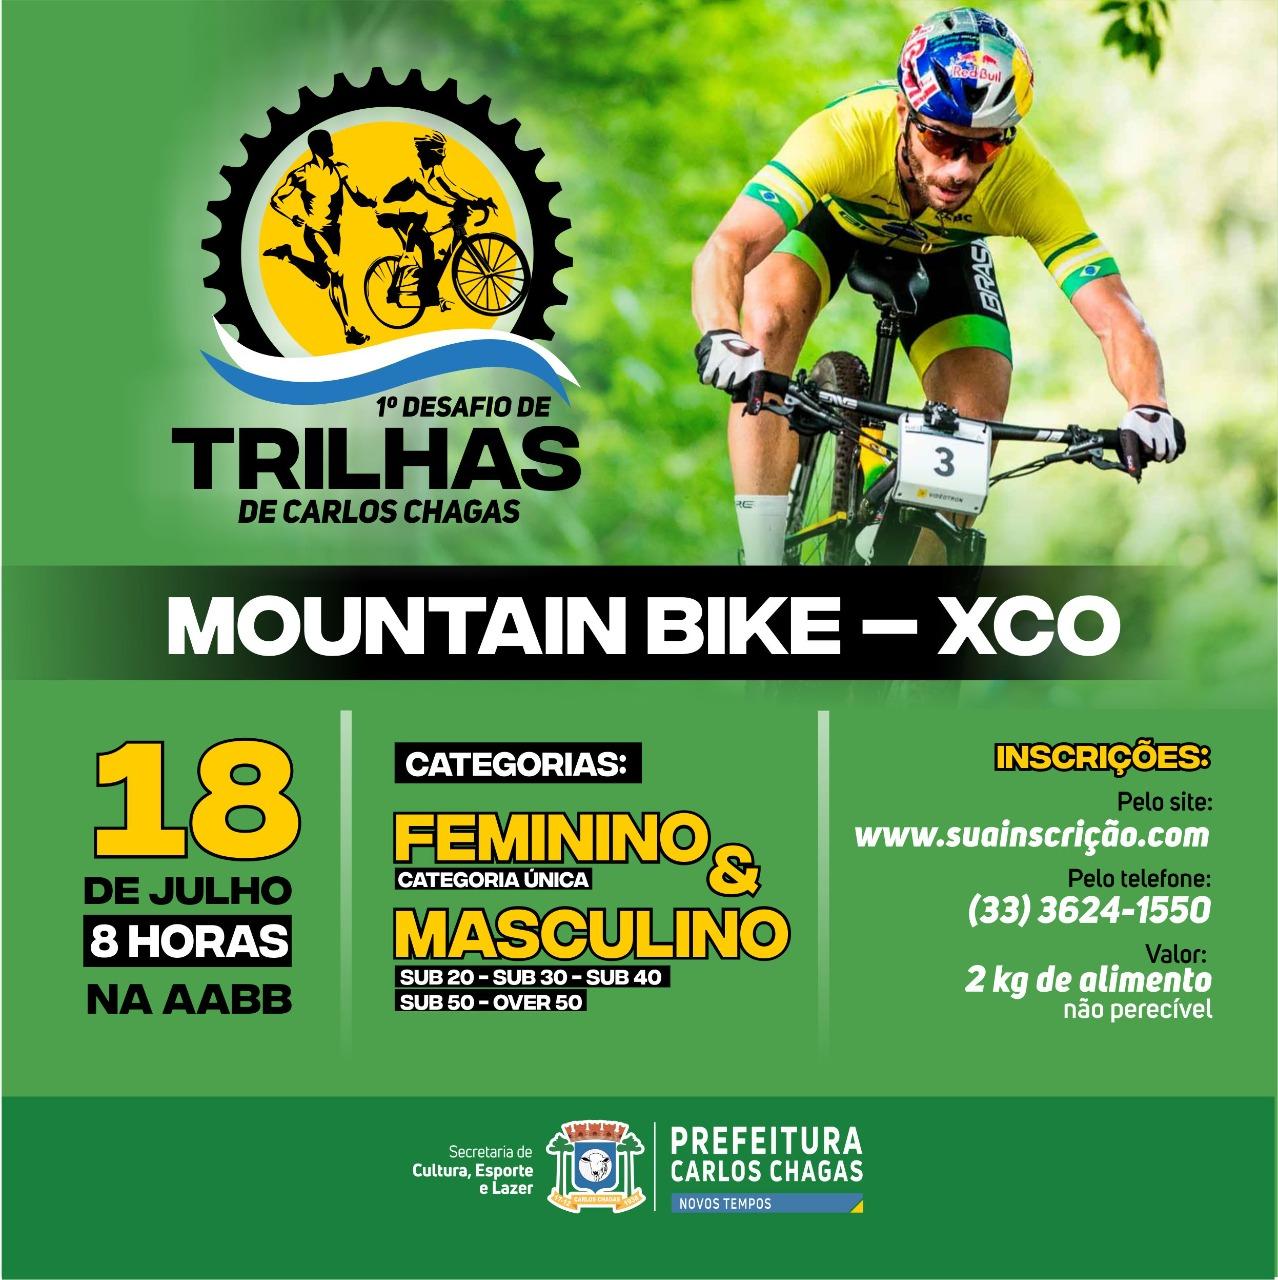 Red Bull
BRASIL
3
VIDÉOTRON
1º DESAFIO DE
TRILHAS
DE CARLOS CHAGAS
MOUNTAIN BIKE – XCO
18
DE JULHO
8 HORAS
NA AABB
CATEGORIAS:
FEMININO
CATEGORIA ÚNICA
&
MASCULINO
SUB 20 - SUB 30 - SUB 40
SUB 50 - OVER 50
INSCRIÇÕES:
Pelo site:
www.suainscrição.com
Pelo telefone:
(33) 3624-1550
Valor:
2 kg de alimento
não perecível
Secretaria de
Cultura, Esporte
e Lazer
CARLOS CHAGAS
PREFEITURA
CARLOS CHAGAS
NOVOS TEMPOS